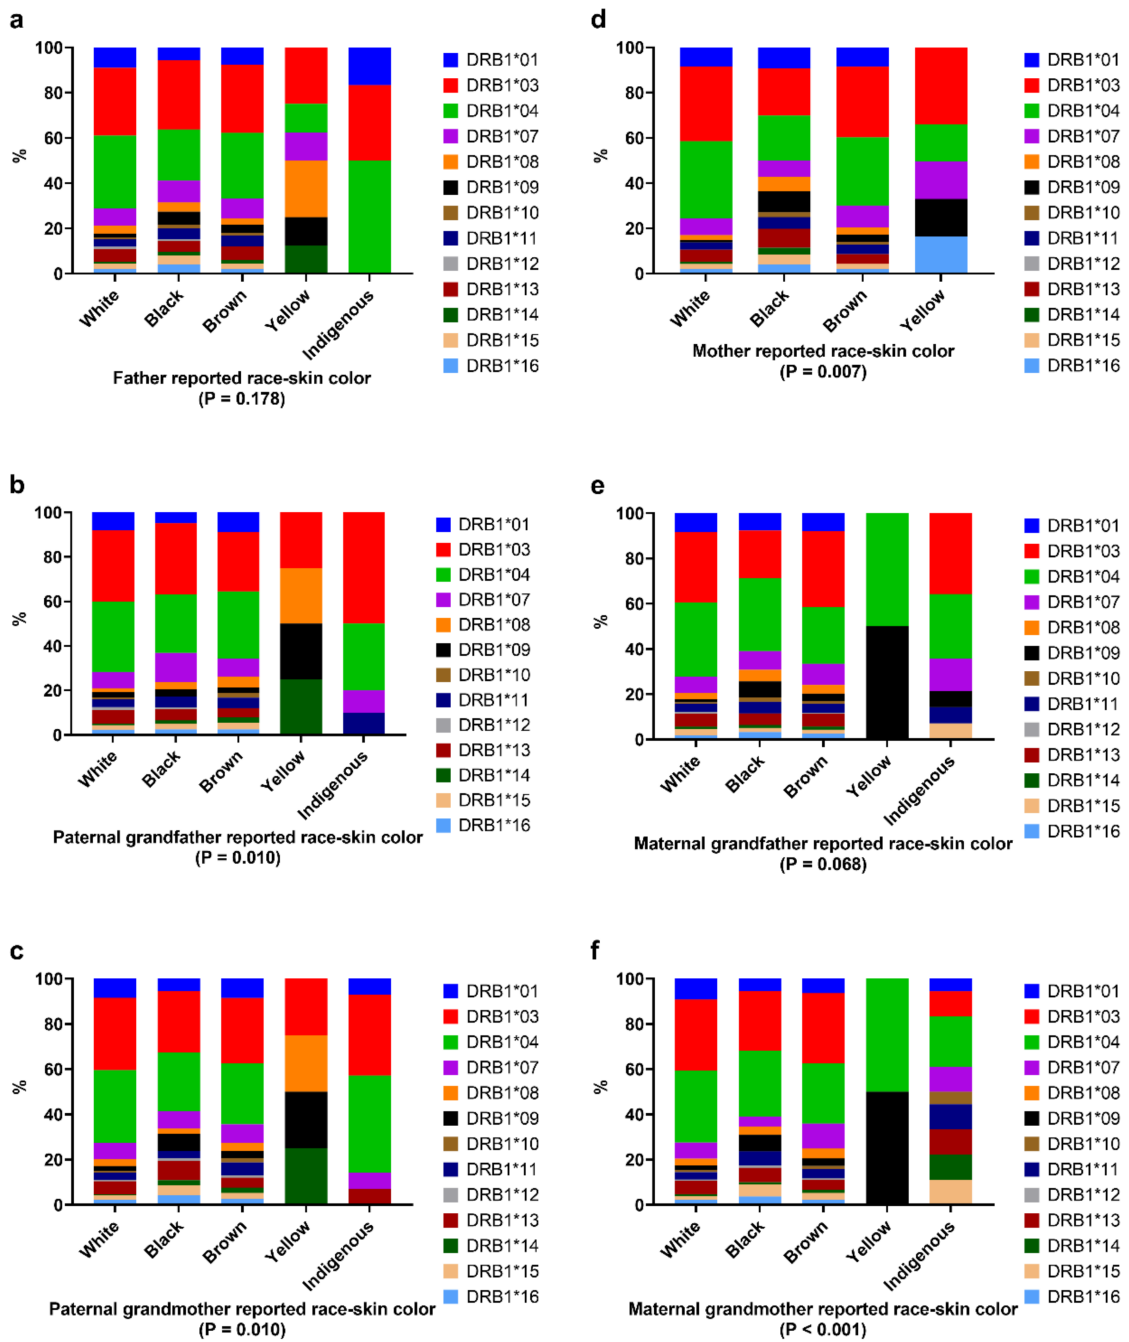 a
100
80
60
40
20
0
%
White
Black
Brown
Yellow
Indigenous
Father reported race-skin color
(P = 0.178)
DRB1*01
DRB1*03
DRB1*04
DRB1*07
DRB1*08
DRB1*09
DRB1*10
DRB1*11
DRB1*12
DRB1*13
DRB1*14
DRB1*15
DRB1*16
d
100
80
60
40
20
0
%
White
Black
Brown
Yellow
Mother reported race-skin color
(P = 0.007)
DRB1*01
DRB1*03
DRB1*04
DRB1*07
DRB1*08
DRB1*09
DRB1*10
DRB1*11
DRB1*12
DRB1*13
DRB1*14
DRB1*15
DRB1*16
b
100
80
60
40
20
0
%
White
Black
Brown
Yellow
Indigenous
Paternal grandfather reported race-skin color
(P = 0.010)
DRB1*01
DRB1*03
DRB1*04
DRB1*07
DRB1*08
DRB1*09
DRB1*10
DRB1*11
DRB1*12
DRB1*13
DRB1*14
DRB1*15
DRB1*16
e
100
80
60
40
20
0
%
White
Black
Brown
Yellow
Indigenous
Maternal grandfather reported race-skin color
(P = 0.068)
DRB1*01
DRB1*03
DRB1*04
DRB1*07
DRB1*08
DRB1*09
DRB1*10
DRB1*11
DRB1*12
DRB1*13
DRB1*14
DRB1*15
DRB1*16
c
100
80
60
40
20
0
%
White
Black
Brown
Yellow
Indigenous
Paternal grandmother reported race-skin color
(P = 0.010)
DRB1*01
DRB1*03
DRB1*04
DRB1*07
DRB1*08
DRB1*09
DRB1*10
DRB1*11
DRB1*12
DRB1*13
DRB1*14
DRB1*15
DRB1*16
f
100
80
60
40
20
0
%
White
Black
Brown
Yellow
Indigenous
Maternal grandmother reported race-skin color
(P < 0.001)
DRB1*01
DRB1*03
DRB1*04
DRB1*07
DRB1*08
DRB1*09
DRB1*10
DRB1*11
DRB1*12
DRB1*13
DRB1*14
DRB1*15
DRB1*16